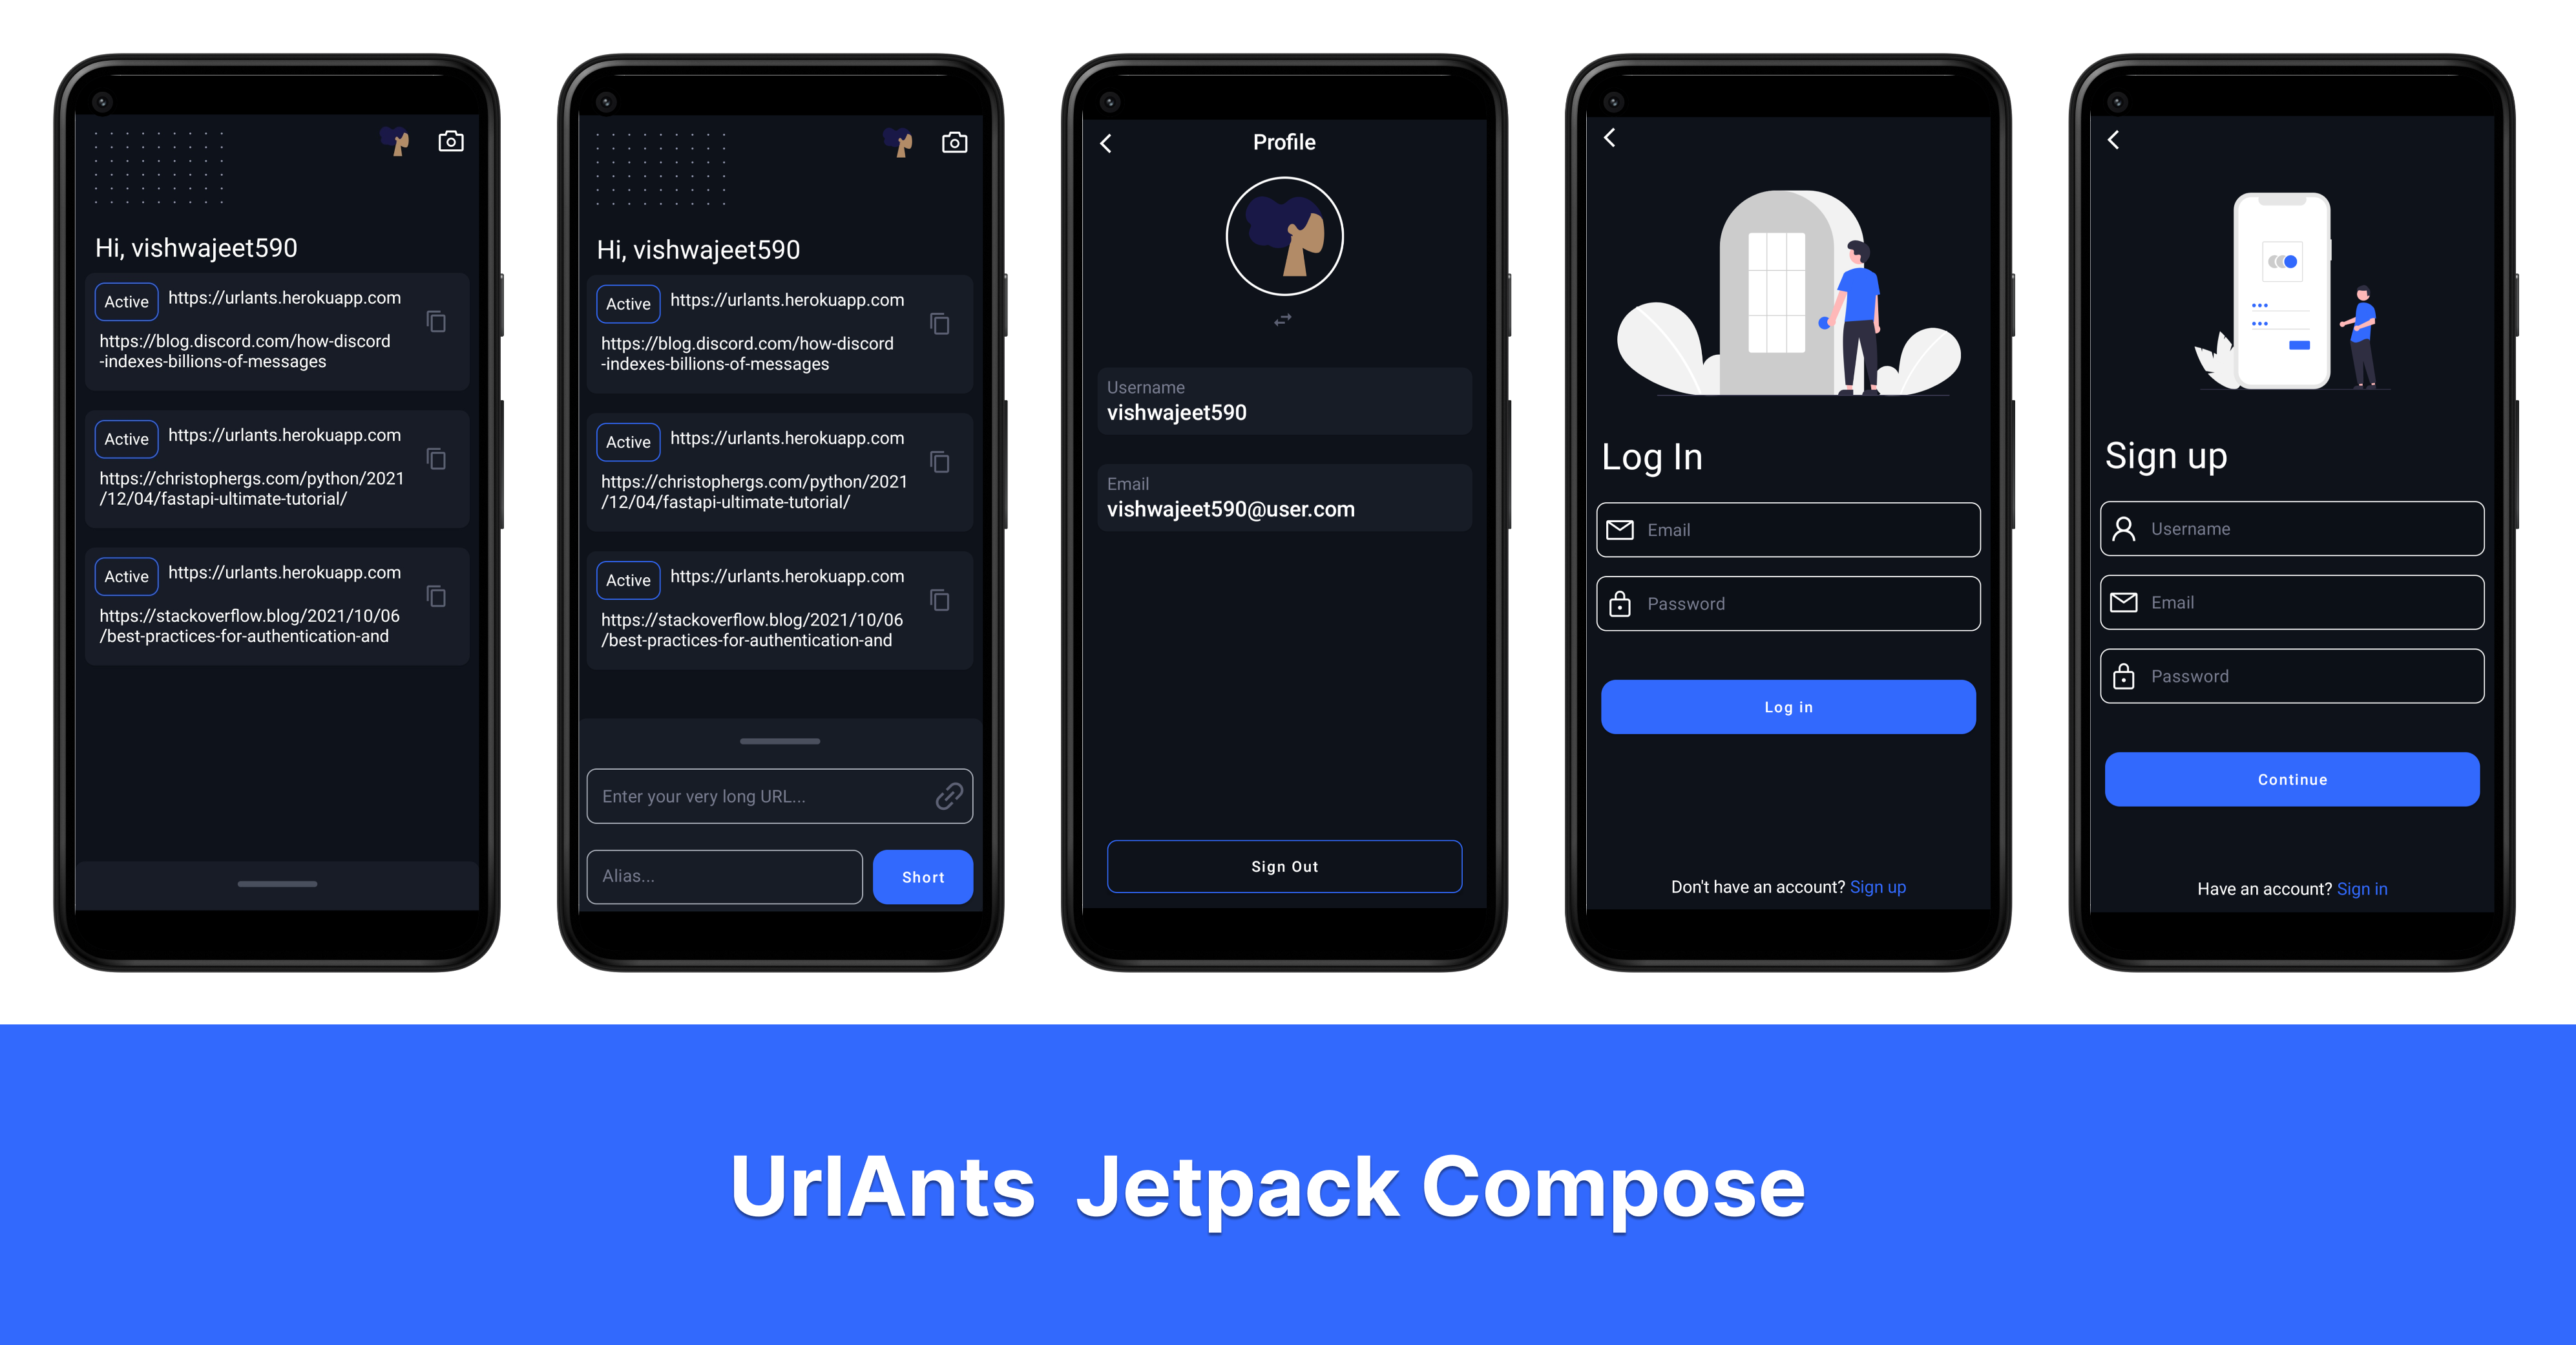 Hi, vishwajeet590
Active https://urlants.herokuapp.com
https://blog.discord.com/how-discord
-indexes-billions-of-messages
Active https://urlants.herokuapp.com
https://christophergs.com/python/2021
/12/04/fastapi-ultimate-tutorial/
Active https://urlants.herokuapp.com
https://stackoverflow.blog/2021/10/06
/best-practices-for-authentication-and
Hi, vishwajeet590
Active https://urlants.herokuapp.com
https://blog.discord.com/how-discord
-indexes-billions-of-messages
Active https://urlants.herokuapp.com
https://christophergs.com/python/2021
/12/04/fastapi-ultimate-tutorial/
Active https://urlants.herokuapp.com
https://stackoverflow.blog/2021/10/06
/best-practices-for-authentication-and
Enter your very long URL...
Alias...
Short
Profile
Username
vishwajeet590
Email
vishwajeet590@user.com
Sign Out
Log In
Email
Password
Log in
Don't have an account? Sign up
Sign up
Username
Email
Password
Continue
Have an account? Sign in
UrlAnts Jetpack Compose